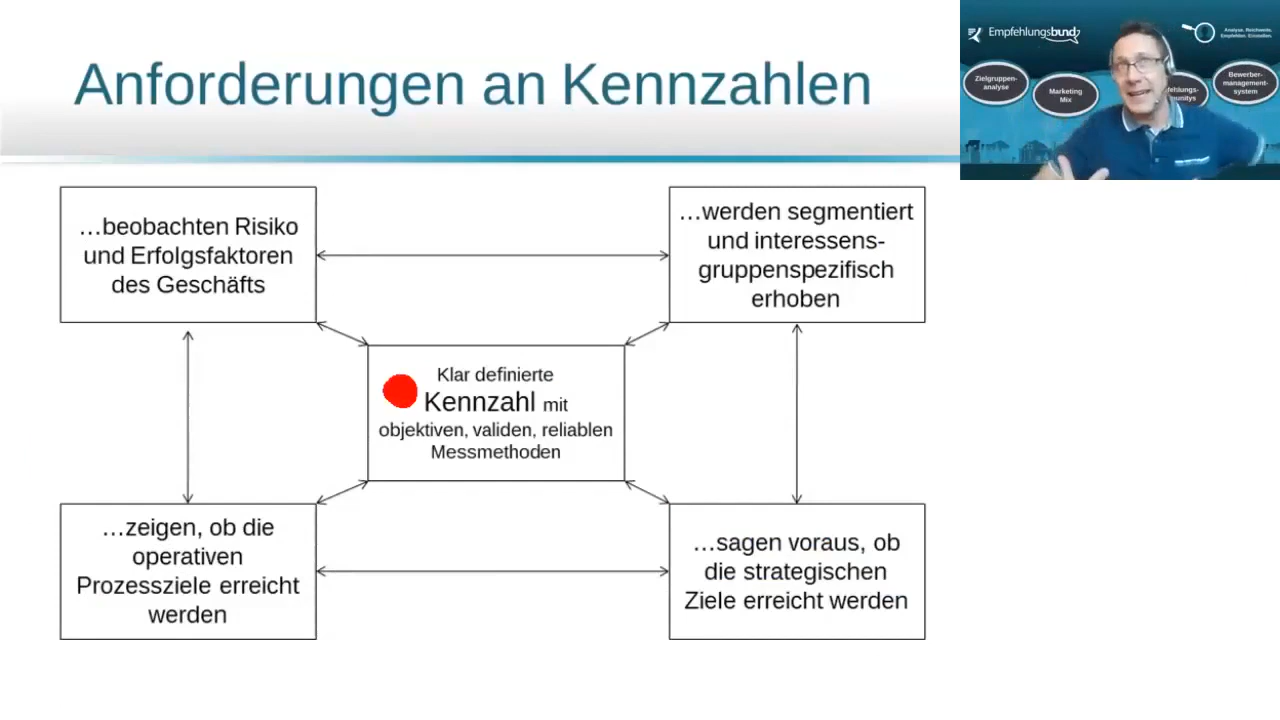 Anforderungen an Kennzahlen
Empfehlungsbund
Analyse. Reichweite.
Empfehlen. Einstellen.
Zielgruppen-
analyse
Marketing
Mix
Bewerber-
management-
system
…beobachten Risiko
und Erfolgsfaktoren
des Geschäfts
…werden segmentiert
und interessens-
gruppenspezifisch
erhoben
Klar definierte
Kennzahl mit
objektiven, validen, reliablen
Messmethoden
…zeigen, ob die
operativen
Prozessziele erreicht
werden
…sagen voraus, ob
die strategischen
Ziele erreicht werden